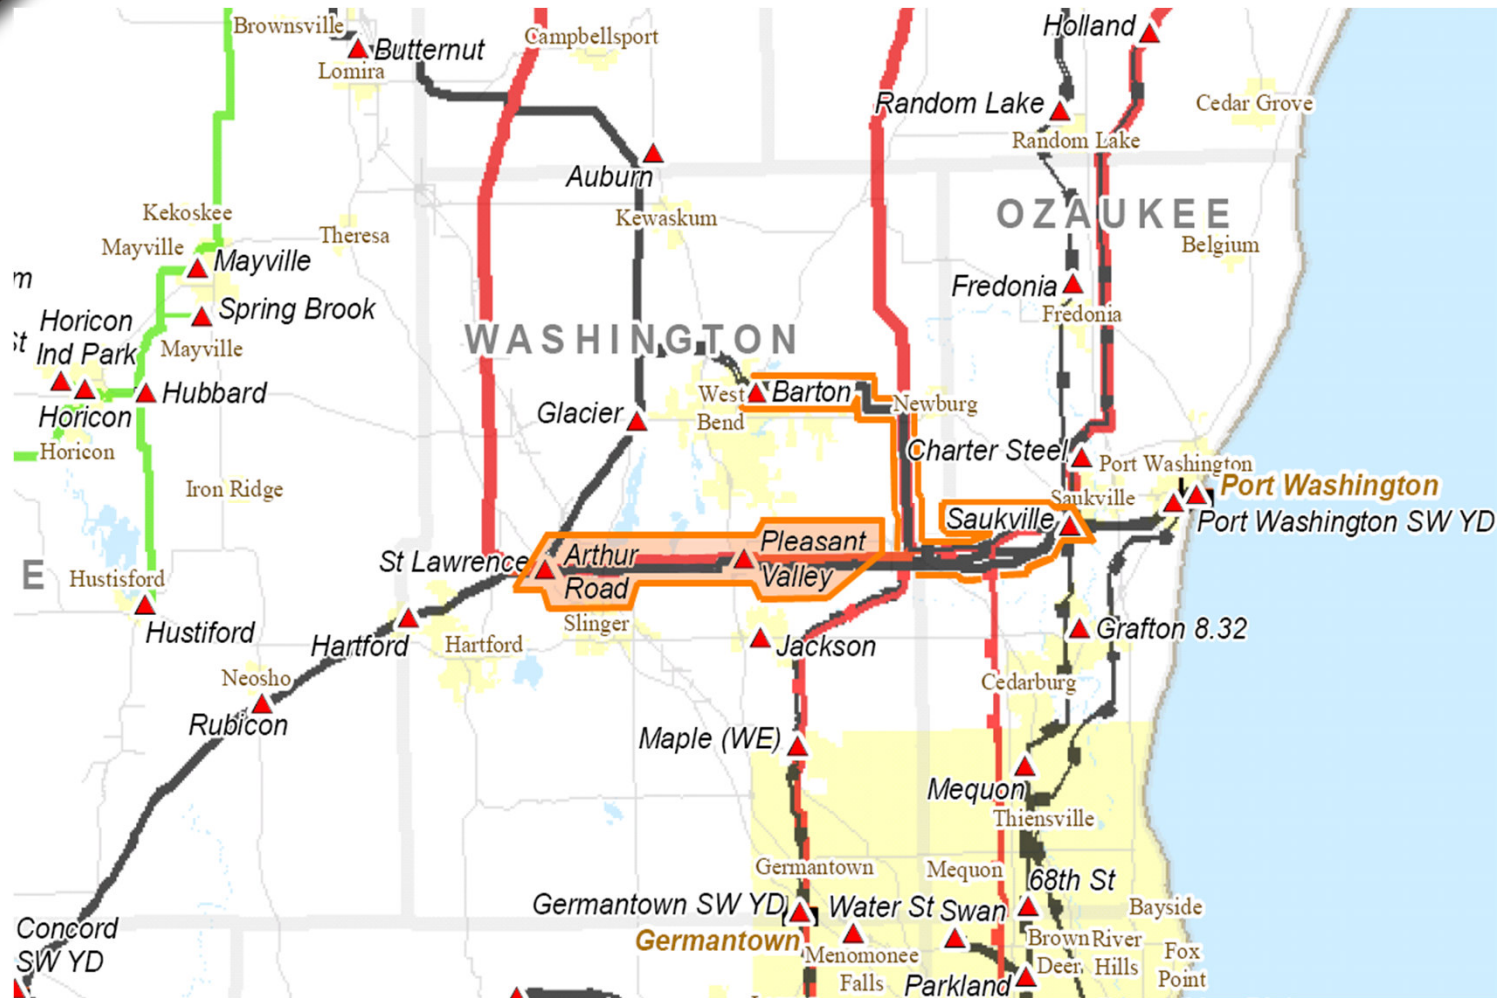 Brownsville
Butternut
Lomira
Campbellsport
Holland
Random Lake
Cedar Grove
Random Lake
Auburn
Kekoskee
Kewaskum
OZAUKEE
Mayville
Theresa
Belgium
Mayville
m
Fredonia
Spring Brook
Fredonia
Horicon
Ind Park
st
WASHINGTON
Mayville
Hubbard
West
Bend
Barton
Newburg
Horicon
Glacier
Horicon
Charter Steel
Port Washington
Iron Ridge
Saukville
Port Washington
Saukville
Port Washington SW YD
St Lawrence
Arthur
Road
Pleasant
Valley
E
Hustisford
Hustiford
Slinger
Grafton 8.32
Hartford
Hartford
Jackson
Neosho
Cedarburg
Rubicon
Maple (WE)
Mequon
Thiensville
Germantown
Mequon
68th St
Germantown SW YD
Water St
Swan
Bayside
Concord
SW YD
Germantown
Menomonee
Falls
Brown
Deer
River
Hills
Fox
Point
Parkland